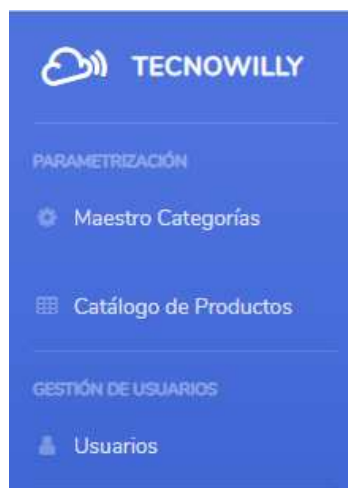 TECNOWILLY
PARAMETRIZACIÓN
Maestro Categorías
Catálogo de Productos
GESTIÓN DE USUARIOS
Usuarios